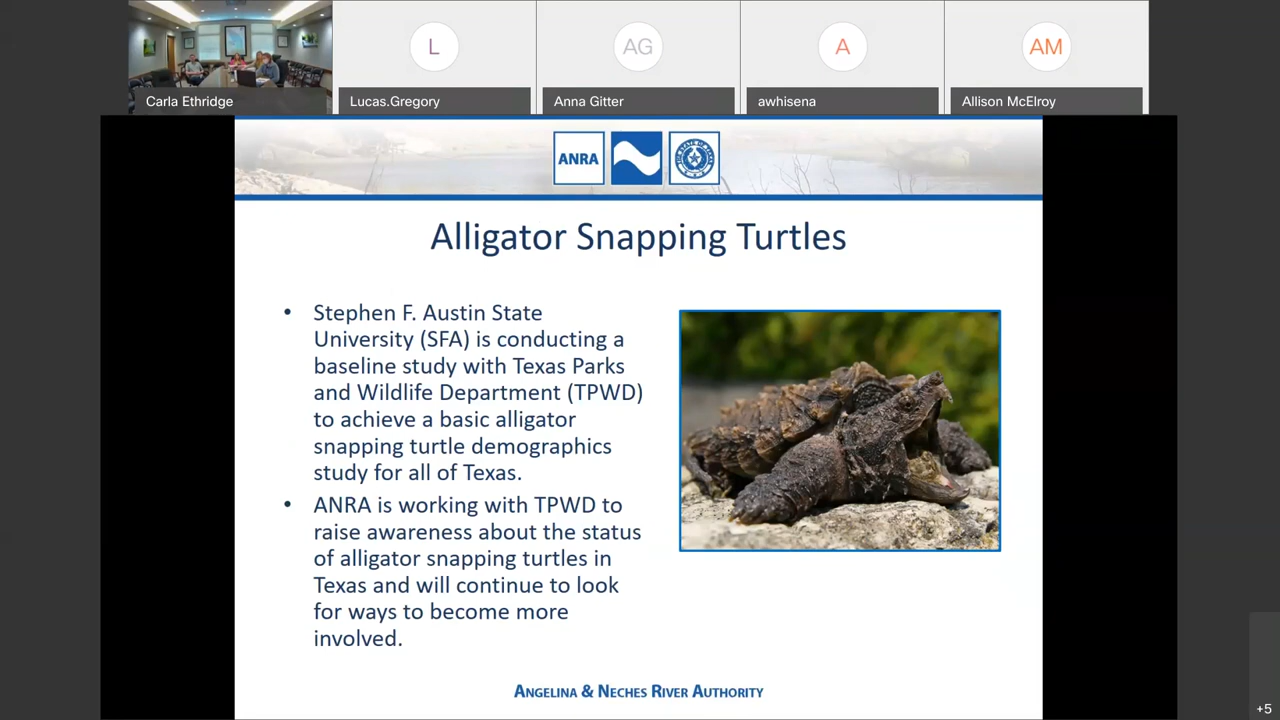 L
AG
A
AM
Carla Ethridge
Lucas.Gregory
Anna Gitter
awhisena
Allison McElroy
ANRA
Alligator Snapping Turtles
• Stephen F. Austin State
University (SFA) is conducting a
baseline study with Texas Parks
and Wildlife Department (TPWD)
to achieve a basic alligator
snapping turtle demographics
study for all of Texas.
• ANRA is working with TPWD to
raise awareness about the status
of alligator snapping turtles in
Texas and will continue to look
for ways to become more
involved.
ANGELINA & NECHES RIVER AUTHORITY
+5